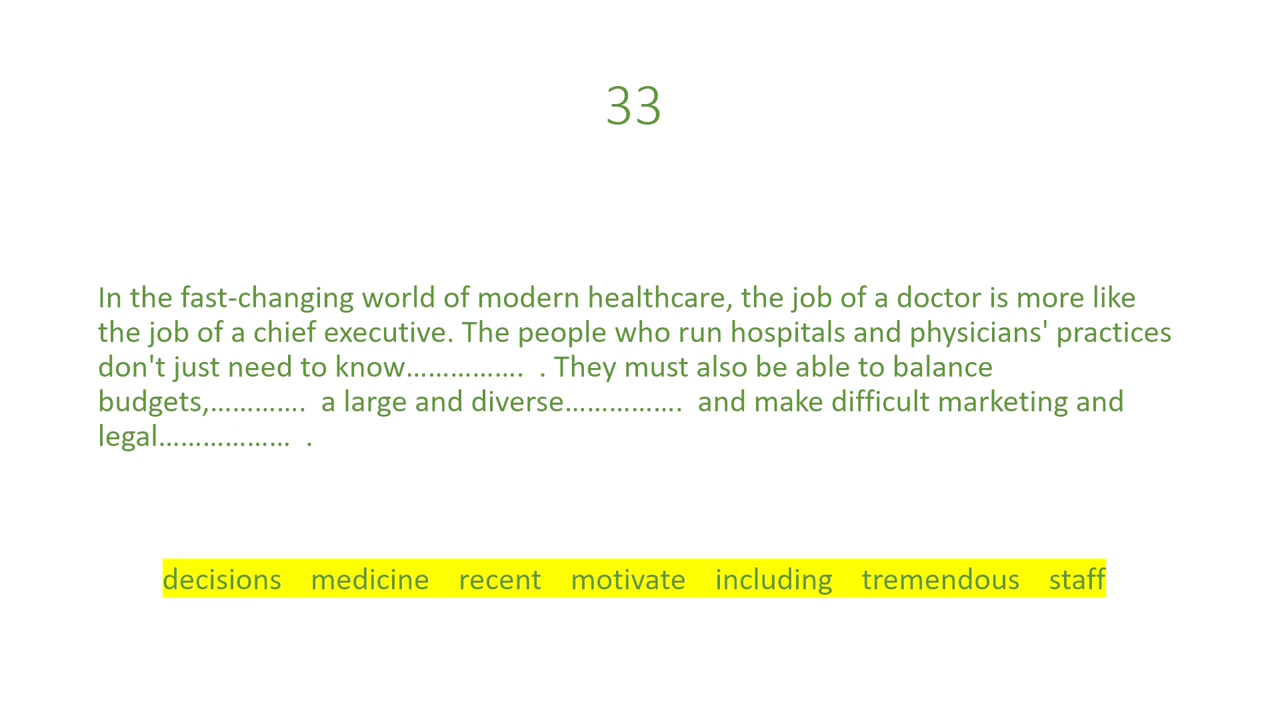 33
In the fast-changing world of modern healthcare, the job of a doctor is more like
the job of a chief executive. The people who run hospitals and physicians' practices
don't just need to know……………. . They must also be able to balance
budgets,…………. a large and diverse……………. and make difficult marketing and
legal……………… .
decisions medicine recent motivate including tremendous staff